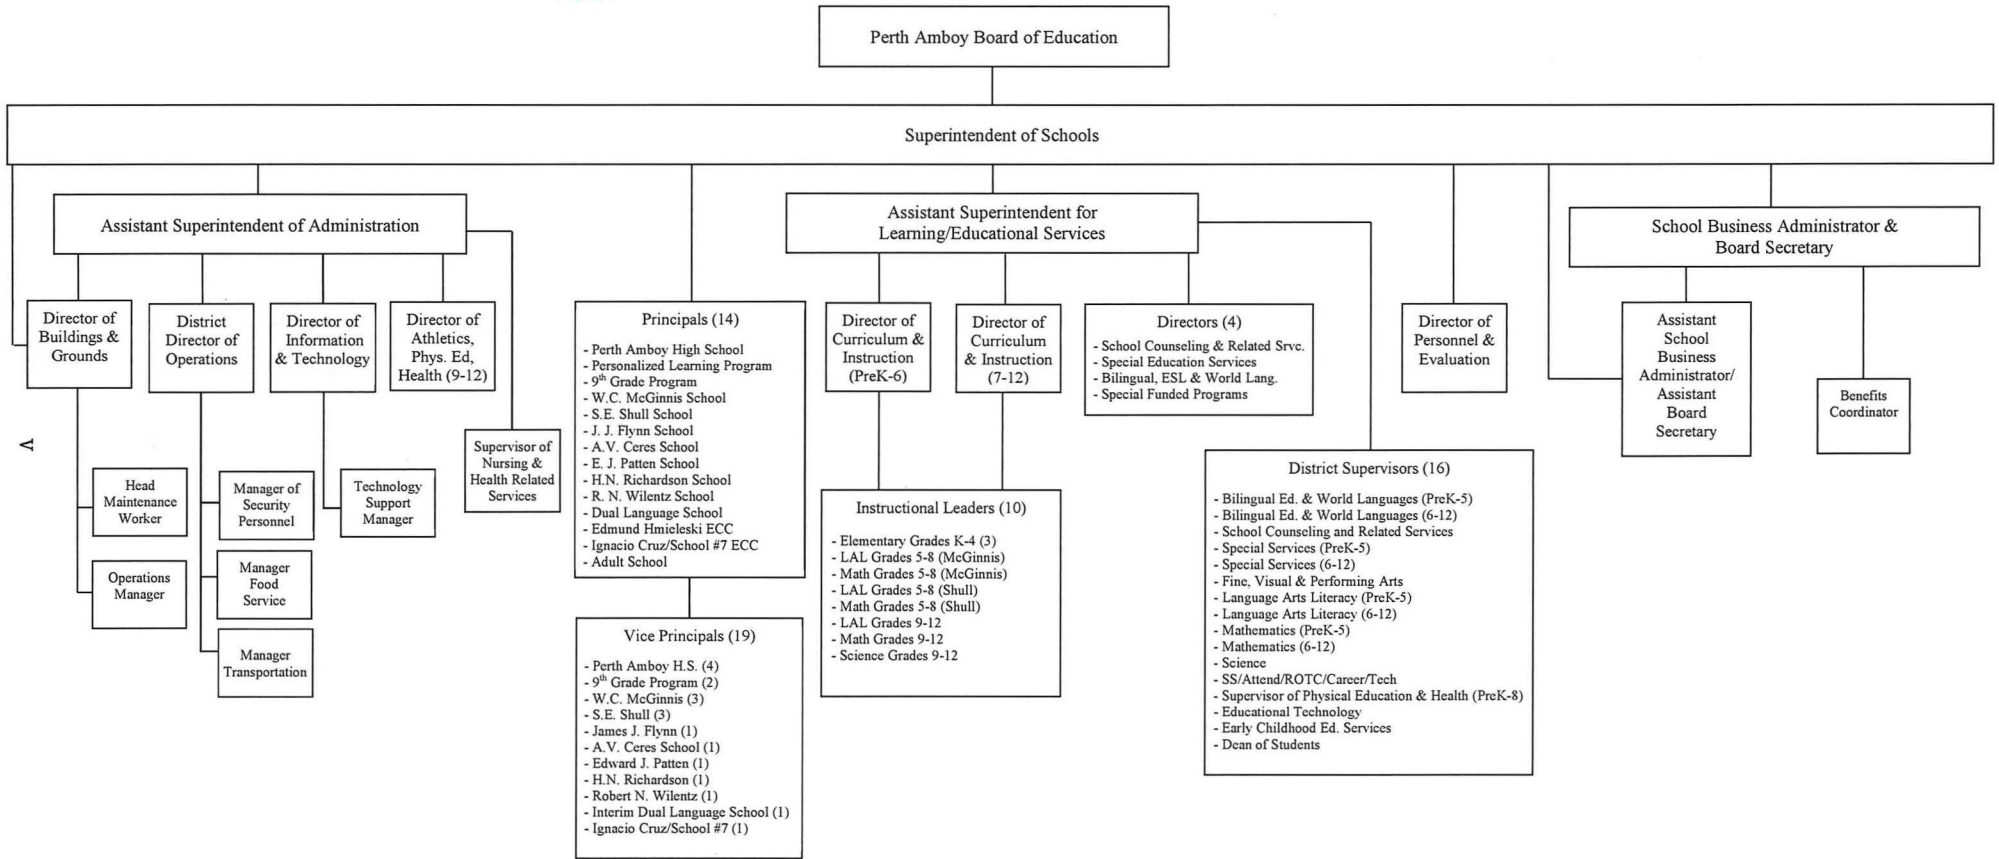 Perth Amboy Board of Education
Superintendent of Schools
Assistant Superintendent of Administration
Assistant Superintendent for
Learning/Educational Services
School Business Administrator &
Board Secretary
Director of
Buildings &
Grounds
District
Director of
Operations
Director of
Information
& Technology
Director of
Athletics,
Phys. Ed,
Health (9-12)
Supervisor of
Nursing &
Health Related
Services
Head
Maintenance
Worker
Operations
Manager
Manager of
Security
Personnel
Manager
Food
Service
Manager
Transportation
Technology
Support
Manager
Principals (14)
- Perth Amboy High School
- Personalized Learning Program
- 9th Grade Program
- W.C. McGinnis School
- S.E. Shull School
- J. J. Flynn School
- A.V. Ceres School
- E. J. Patten School
- H.N. Richardson School
- R. N. Wilentz School
- Dual Language School
- Edmund Hmieleski ECC
- Ignacio Cruz/School #7 ECC
- Adult School
Vice Principals (19)
- Perth Amboy H.S. (4)
- 9th Grade Program (2)
- W.C. McGinnis (3)
- S.E. Shull (3)
- James J. Flynn (1)
- A.V. Ceres School (1)
- Edward J. Patten (1)
- H.N. Richardson (1)
- Robert N. Wilentz (1)
- Interim Dual Language School (1)
- Ignacio Cruz/School #7 (1)
Director of
Curriculum &
Instruction
(PreK-6)
Director of
Curriculum
& Instruction
(7-12)
Directors (4)
- School Counseling & Related Srvc.
- Special Education Services
- Bilingual, ESL & World Lang.
- Special Funded Programs
Instructional Leaders (10)
- Elementary Grades K-4 (3)
- LAL Grades 5-8 (McGinnis)
- Math Grades 5-8 (McGinnis)
- LAL Grades 5-8 (Shull)
- Math Grades 5-8 (Shull)
- LAL Grades 9-12
- Math Grades 9-12
- Science Grades 9-12
District Supervisors (16)
- Bilingual Ed. & World Languages (PreK-5)
- Bilingual Ed. & World Languages (6-12)
- School Counseling and Related Services
- Special Services (PreK-5)
- Special Services (6-12)
- Fine, Visual & Performing Arts
- Language Arts Literacy (PreK-5)
- Language Arts Literacy (6-12)
- Mathematics (PreK-5)
- Mathematics (6-12)
- Science
- SS/Attend/ROTC/Career/Tech
- Supervisor of Physical Education & Health (PreK-8)
- Educational Technology
- Early Childhood Ed. Services
- Dean of Students
Director of
Personnel &
Evaluation
Assistant
School
Business
Administrator/
Assistant
Board
Secretary
Benefits
Coordinator
V